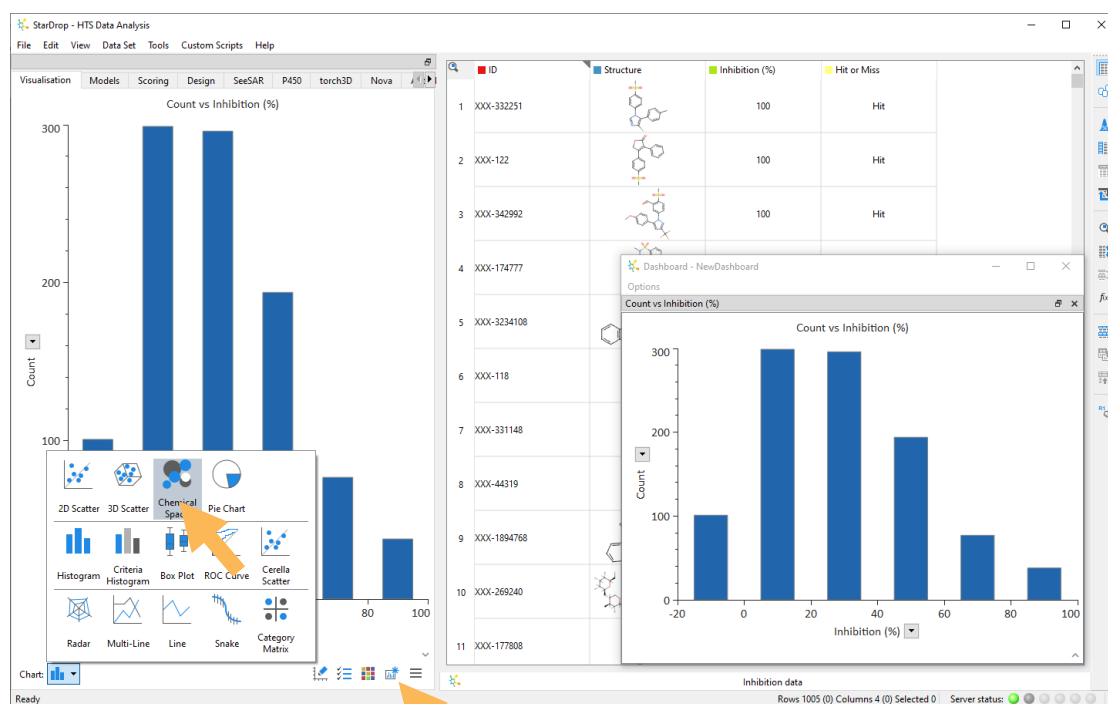 StarDrop - HTS Data Analysis
File Edit View Data Set Tools Custom Scripts Help
Visualisation Models Scoring Design SeeSAR P450 torch3D Nova
Count vs Inhibition (%)
300
200
100
Count
80 100
2D Scatter 3D Scatter Chemical Space Pie Chart
Histogram Criteria Histogram Box Plot ROC Curve Cerella Scatter
Radar Multi-Line Line Snake Category Matrix
Chart:
Ready
ID Structure Inhibition (%) Hit or Miss
1 XXX-332251 100 Hit
2 XXX-122 100 Hit
3 XXX-342992 100 Hit
4 XXX-174777
5 XXX-3234108
6 XXX-118
7 XXX-331148
8 XXX-44319
9 XXX-1894768
10 XXX-269240
11 XXX-177808
Dashboard - NewDashboard
Options
Count vs Inhibition (%)
Count vs Inhibition (%)
300
200
100
0
Count
-20 0 20 40 60 80 100
Inhibition (%)
Inhibition data
Rows 1005 (0) Columns 4 (0) Selected 0 Server status: